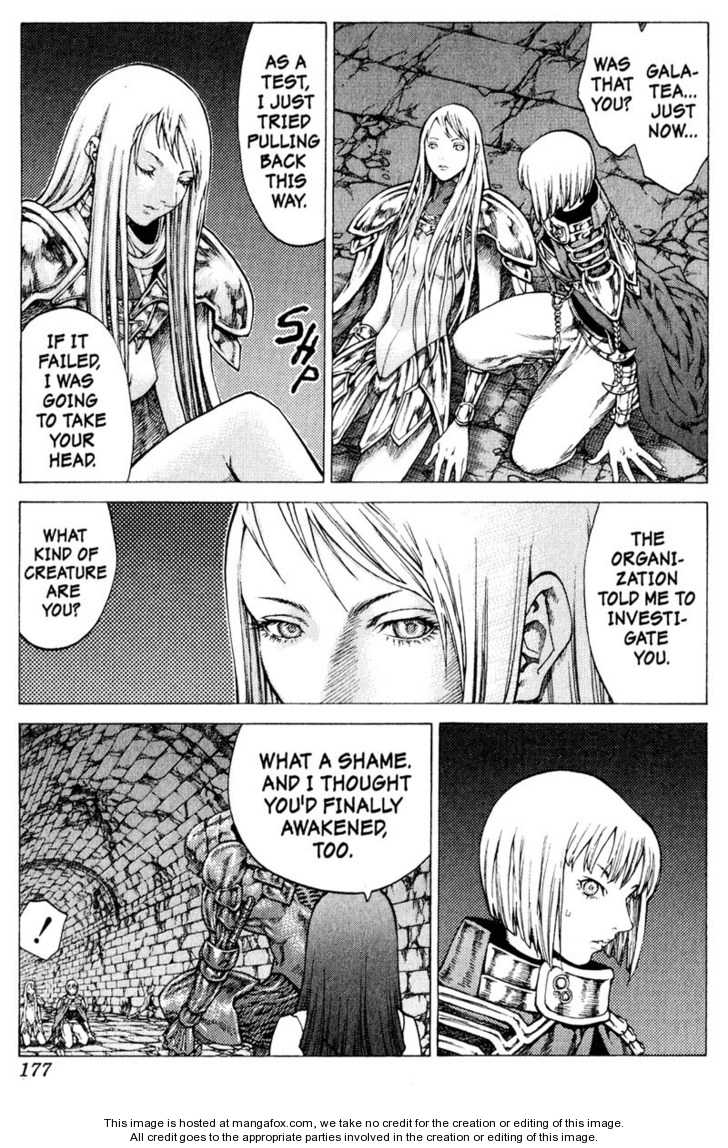 GALA-
TEA...
JUST
NOW...
WAS
THAT
YOU?
AS A
TEST,
I JUST
TRIED
PULLING
BACK
THIS
WAY.
SHP
IF IT
FAILED,
I WAS
GOING
TO TAKE
YOUR
HEAD.
THE
ORGANI-
ZATION
TOLD ME TO
INVESTI-
GATE
YOU.
WHAT
KIND OF
CREATURE
ARE
YOU?
WHAT A SHAME.
AND I THOUGHT
YOU'D FINALLY
AWAKENED,
TOO.
!
177
This image is hosted at mangafox.com, we take no credit for the creation or editing of this image.
All credit goes to the appropriate parties involved in the creation or editing of this image.